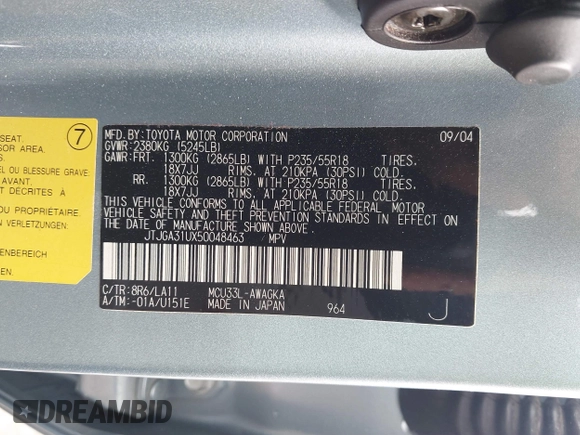 7
SEAT.
SOR AREA.
EL OU BLESSURE GRAVE
AVANT.
T DÉCRITES À
U PROPRIÉTAIRE.
N VERLETZEN
MFD.BY:TOYOTA MOTOR CORPORATION 09/04
GVWR:2380KG (5245LB)
GAWR:FRT. 1300KG (2865LB) WITH P235/55R18 TIRES.
18X7JJ RIMS. AT 210KPA (30PSI) COLD.
RR. 1300KG (2865LB) WITH P235/55R18 TIRES.
18X7JJ RIMS. AT 210KPA (30PSI) COLD.
THIS VEHICLE CONFORMS TO ALL APPLICABLE FEDERAL MOTOR
VEHICLE SAFETY AND THEFT PREVENTION STANDARDS IN EFFECT ON
THE DATE OF MANUFACTURE SHOWN ABOVE.
JTJGA31UX50048463 MPV
C/TR:8R6/LA11 MCU33L-AWAGKA
A/TM:-01A/U151E MADE IN JAPAN 964 J
DREAMBID